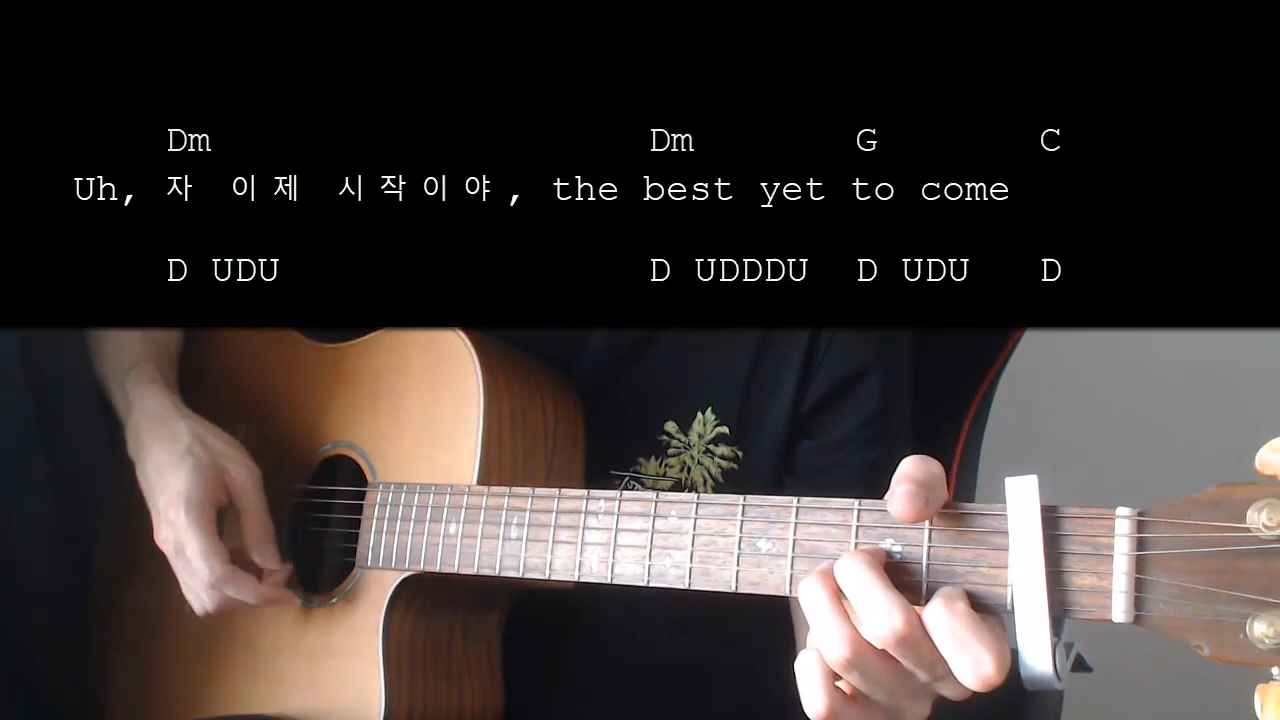 Dm Dm G C
Uh, 자 이제 시작이야, the best yet to come
D UDU D UDDDU D UDU D